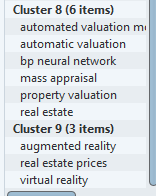 Cluster 8 (6 items)
automated valuation
automatic valuation
bp neural network
mass appraisal
property valuation
real estate
Cluster 9 (3 items)
augmented reality
real estate prices
virtual reality